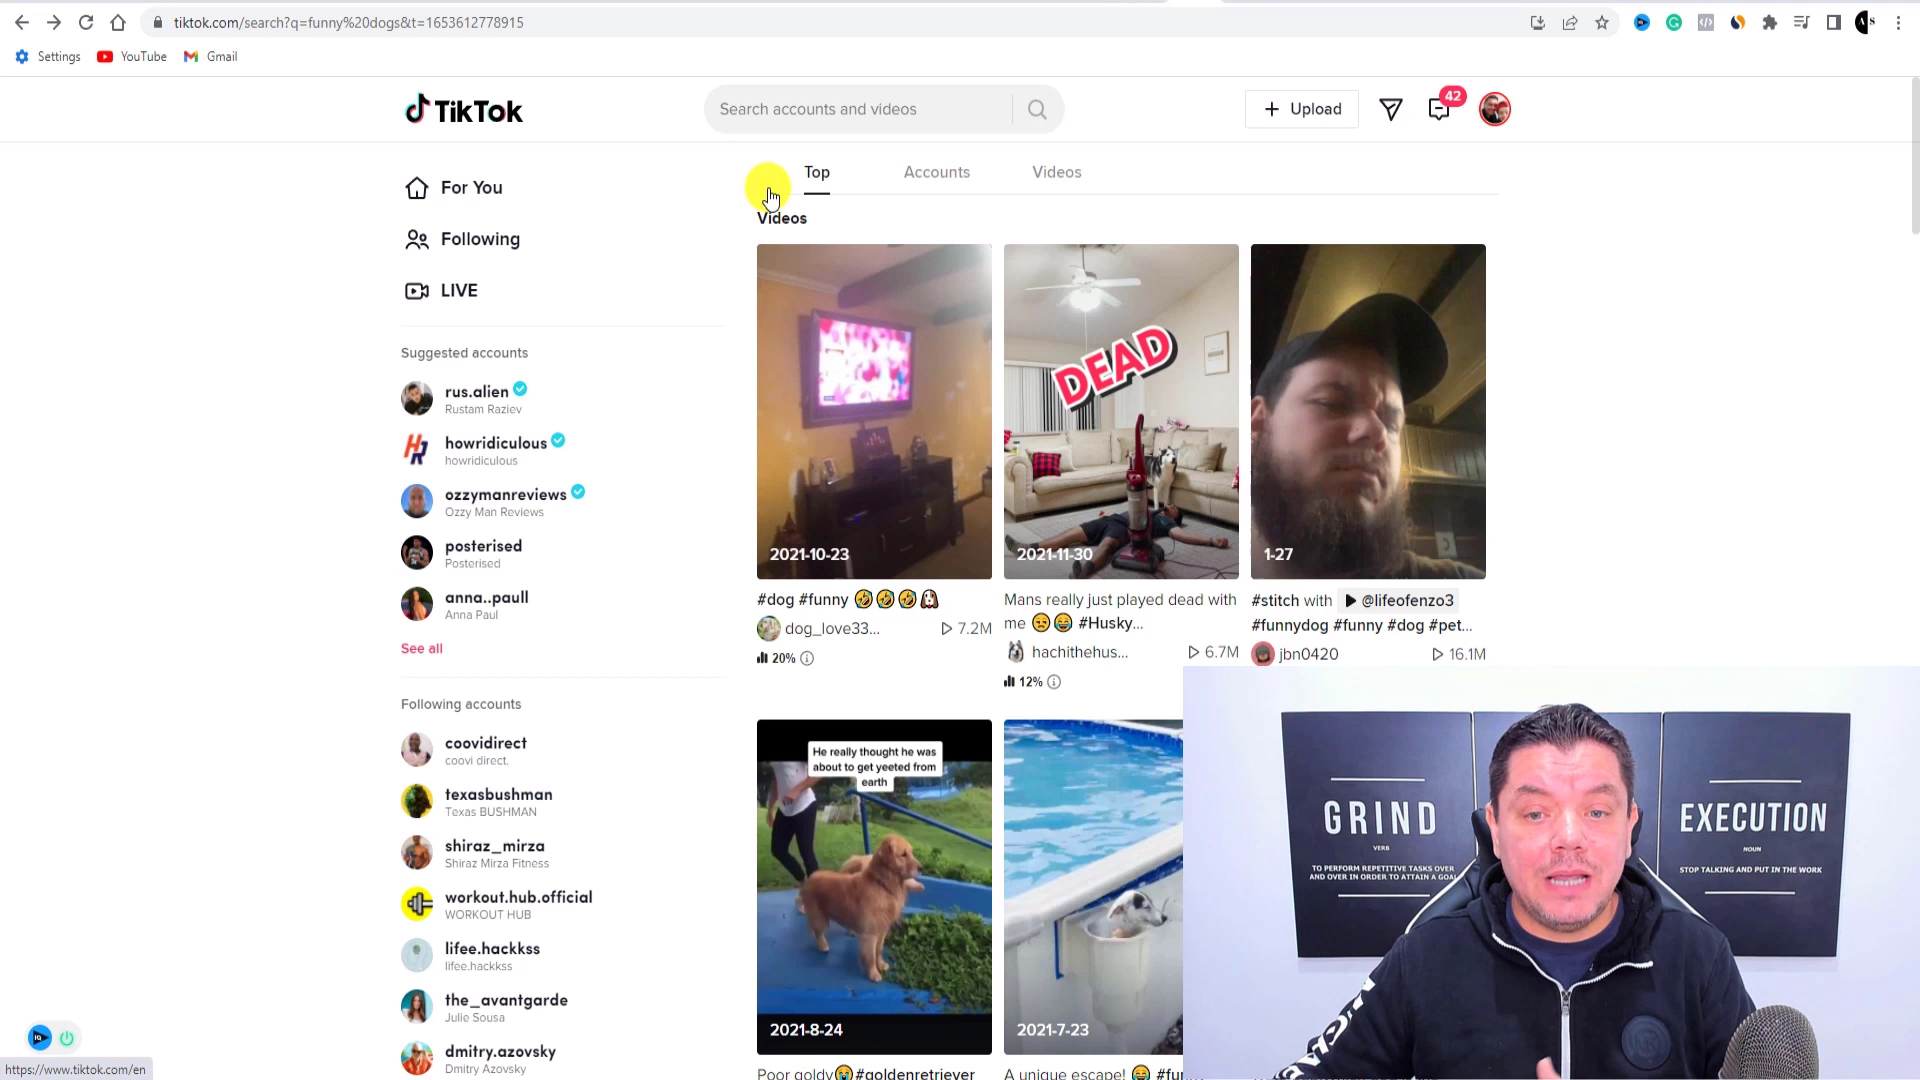 tiktok.com/search?q=funny%20dogs&t=1653612778915
Settings YouTube Gmail
TikTok
Search accounts and videos
Upload
42
For You
Following
LIVE
Suggested accounts
rus.alien
Rustam Raziev
howridiculous
howridiculous
ozzymanreviews
Ozzy Man Reviews
posterised
Posterised
anna..paull
Anna Paul
See all
Following accounts
coovidirect
coovi direct.
texasbushman
Texas BUSHMAN
shiraz_mirza
Shiraz Mirza Fitness
workout.hub.official
WORKOUT HUB
lifee.hackkss
lifee.hackkss
the_avantgarde
Julie Sousa
dmitry.azovsky
Dmitry Azovsky
https://www.tiktok.com/en
Top Accounts Videos
Videos
2021-10-23
#dog #funny 🤣🤣🤣🐶
dog_love33... 7.2M
20%
DEAD
2021-11-30
Mans really just played dead with
me 😒😂 #Husky...
hachithehus... 6.7M
12%
1-27
#stitch with @lifeofenzo3
#funnydog #funny #dog #pet...
jbn0420 16.1M
He really thought he was
about to get yeeted from
earth
2021-8-24
Poor goldy😭#goldenretriever
2021-7-23
A unique escape! 😂 #fu
GRIND
VERB
TO PERFORM REPETITIVE TASKS OVER
AND OVER IN ORDER TO ATTAIN A GOAL
EXECUTION
NOUN
STOP TALKING AND PUT IN THE WORK